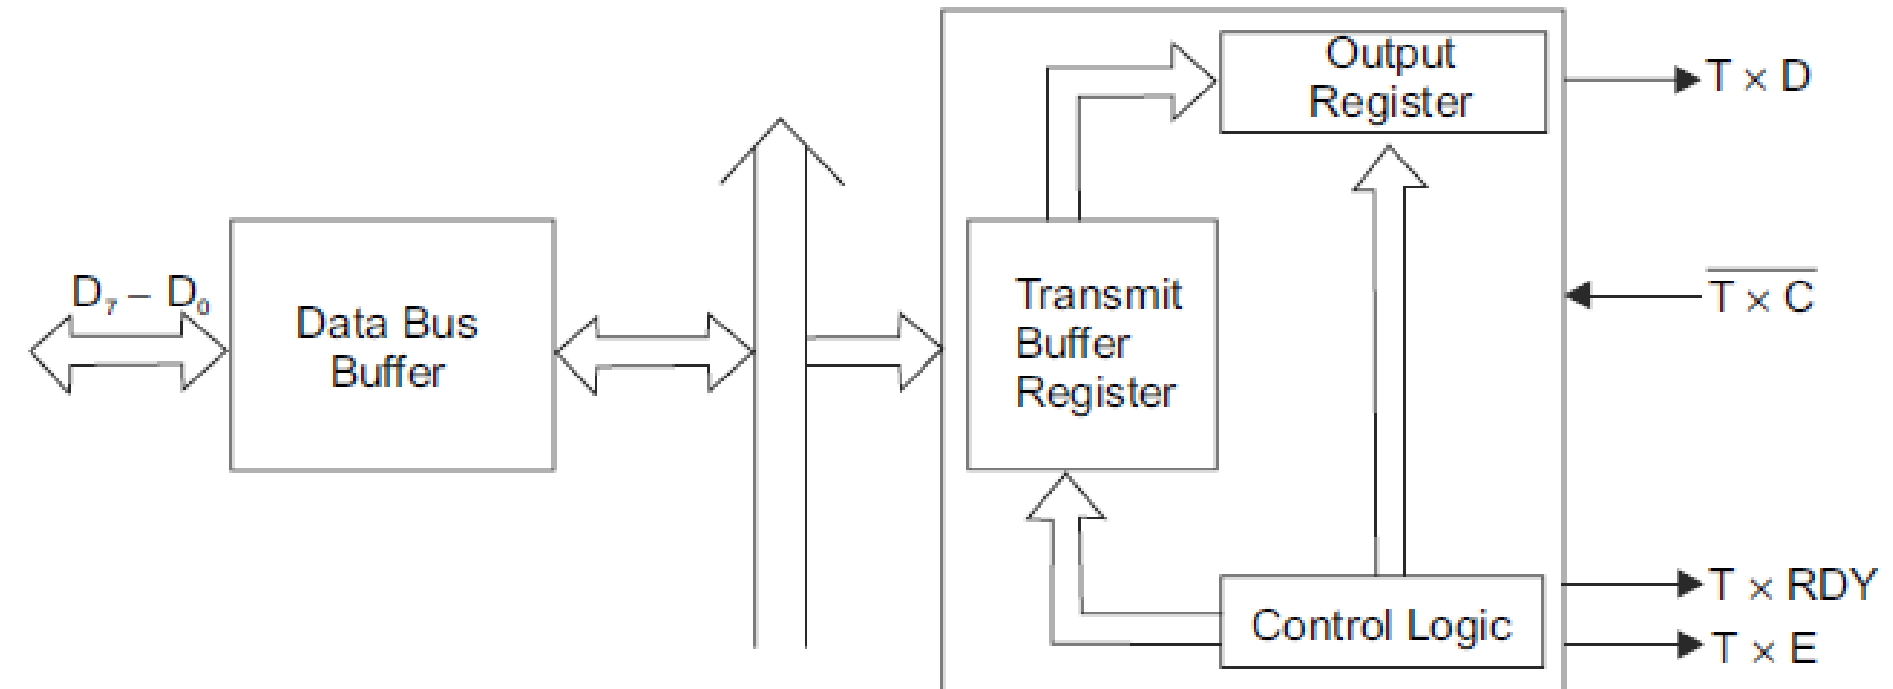 Output
Register
T × D
D₇ – D₀
Data Bus
Buffer
Transmit
Buffer
Register
T̅ ̅×̅ ̅C̅
Control Logic
T × RDY
T × E